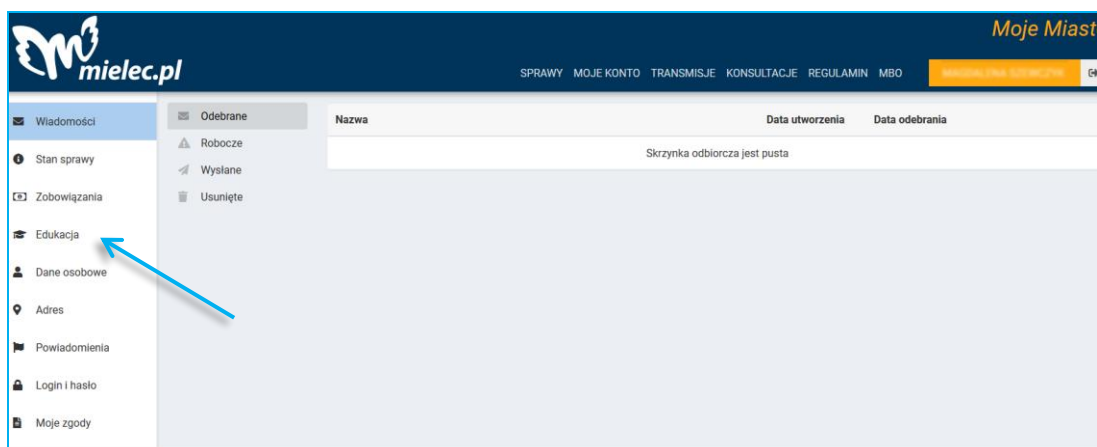 Moje Miast
mielec.pl
SPRAWY MOJE KONTO TRANSMISJE KONSULTACJE REGULAMIN MBO
Wiadomości
Stan sprawy
Zobowiązania
Edukacja
Dane osobowe
Adres
Powiadomienia
Login i hasło
Moje zgody
Odebrane
Robocze
Wysłane
Usunięte
Nazwa Data utworzenia Data odebrania
Skrzynka odbiorcza jest pusta